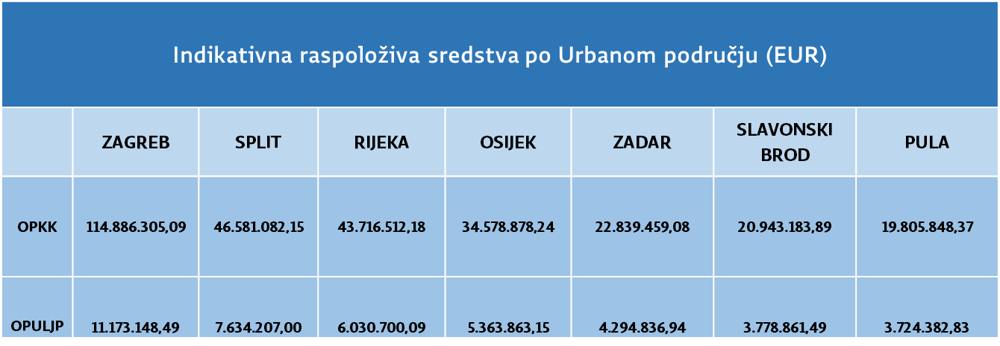 Indikativna raspoloživa sredstva po Urbanom području (EUR)
ZAGREB SPLIT RIJEKA OSIJEK ZADAR SLAVONSKI BROD PULA
OPKK 114.886.305,09 46.581.082,15 43.716.512,18 34.578.878,24 22.839.459,08 20.943.183,89 19.805.848,37
OPULJP 11.173.148,49 7.634.207,00 6.030.700,09 5.363.863,15 4.294.836,94 3.778.861,49 3.724.382,83